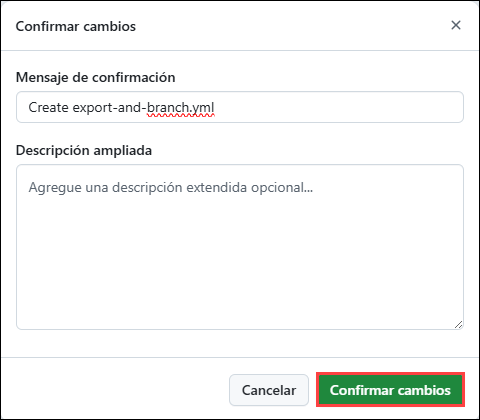 Confirmar cambios
Mensaje de confirmación
Create export-and-branch.yml
Descripción ampliada
Agregue una descripción extendida opcional...
Cancelar
Confirmar cambios